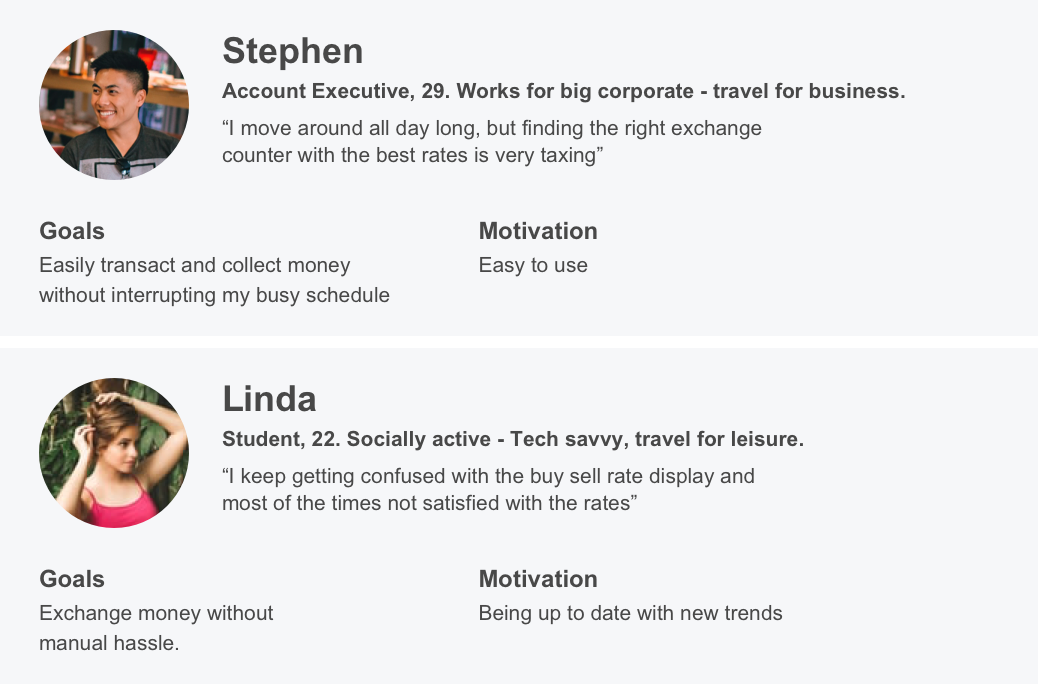 Stephen
Account Executive, 29. Works for big corporate - travel for business.
“I move around all day long, but finding the right exchange
counter with the best rates is very taxing”
Goals
Easily transact and collect money
without interrupting my busy schedule
Motivation
Easy to use
Linda
Student, 22. Socially active - Tech savvy, travel for leisure.
“I keep getting confused with the buy sell rate display and
most of the times not satisfied with the rates”
Goals
Exchange money without
manual hassle.
Motivation
Being up to date with new trends